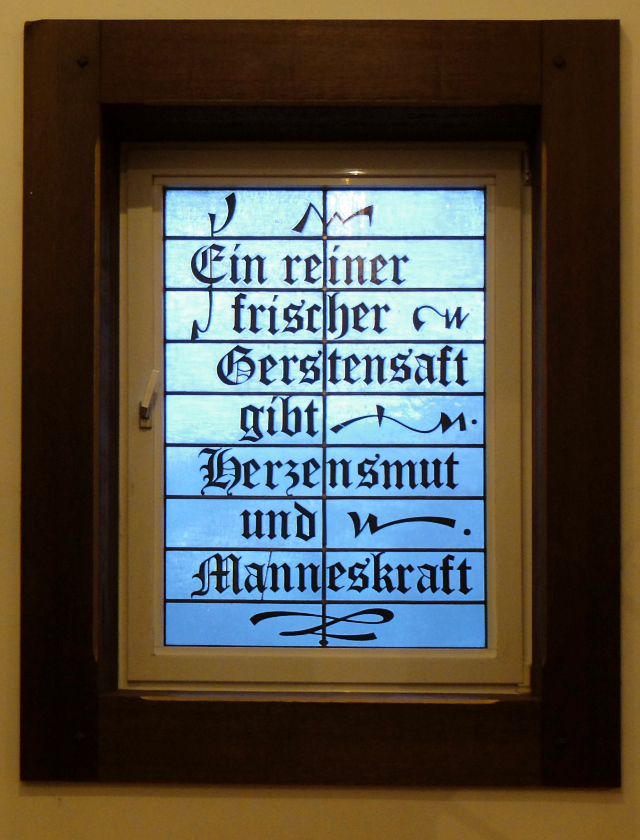 Ein reiner
frischer
Gerstensaft
gibt
Herzensmut
und
Manneskraft